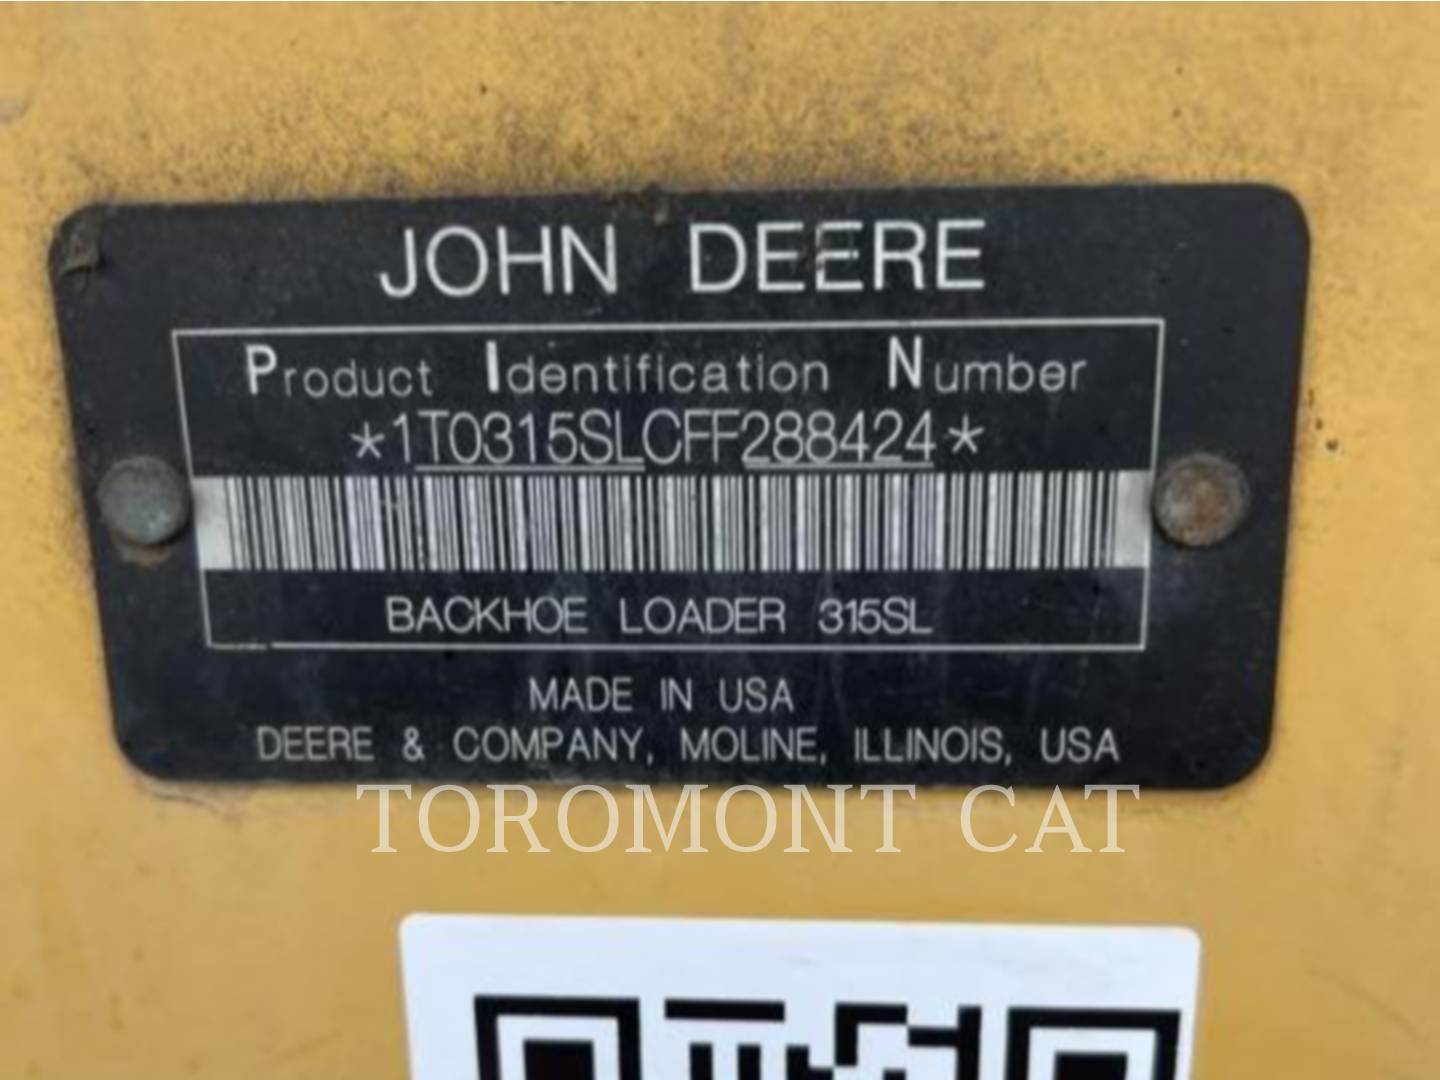 JOHN DEERE
Product Identification Number
*1T0315SLCFF288424*
BACKHOE LOADER 315SL
MADE IN USA
DEERE & COMPANY, MOLINE, ILLINOIS, USA
TOROMONT CAT